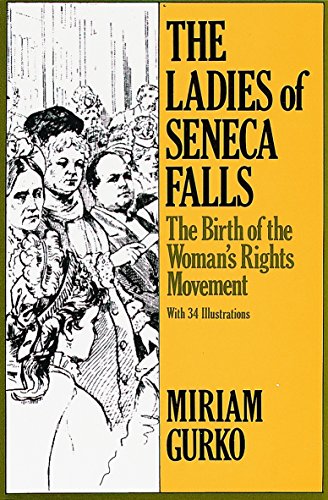 THE
LADIES of
SENECA
FALLS
The Birth of the
Woman's Rights
Movement
With 34 Illustrations
MIRIAM
GURKO